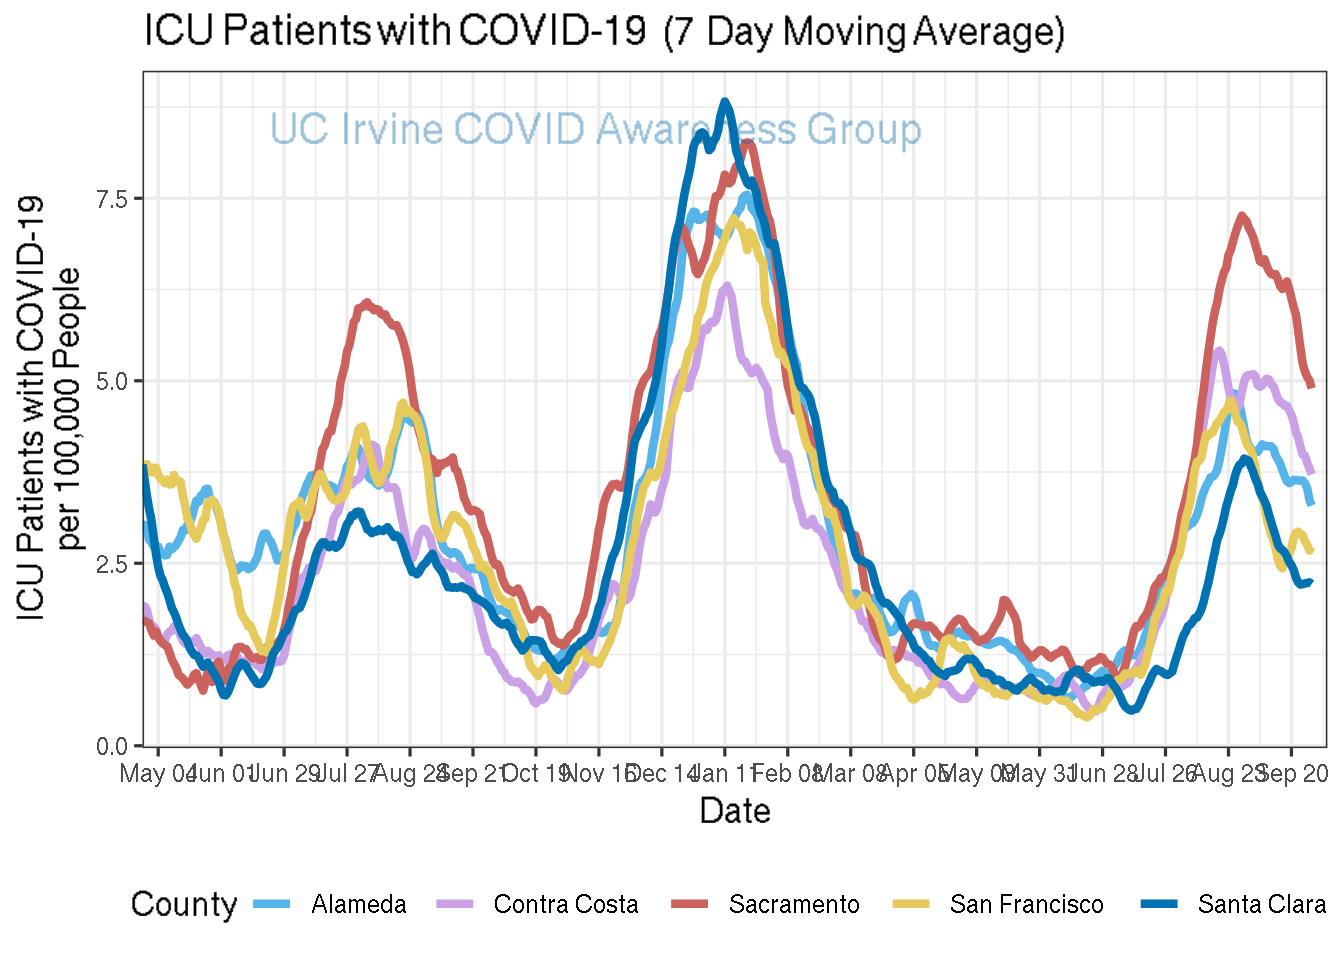 ICU Patients with COVID-19 (7 Day Moving Average)
UC Irvine COVID Awareness Group
ICU Patients with COVID-19
per 100,000 People
7.5
5.0
2.5
0.0
May 04 Jun 01 Jun 29 Jul 27 Aug 24 Sep 21 Oct 19 Nov 16 Dec 14 Jan 11 Feb 08 Mar 08 Apr 05 May 03 May 31 Jun 28 Jul 26 Aug 23 Sep 20
Date
County Alameda Contra Costa Sacramento San Francisco Santa Clara